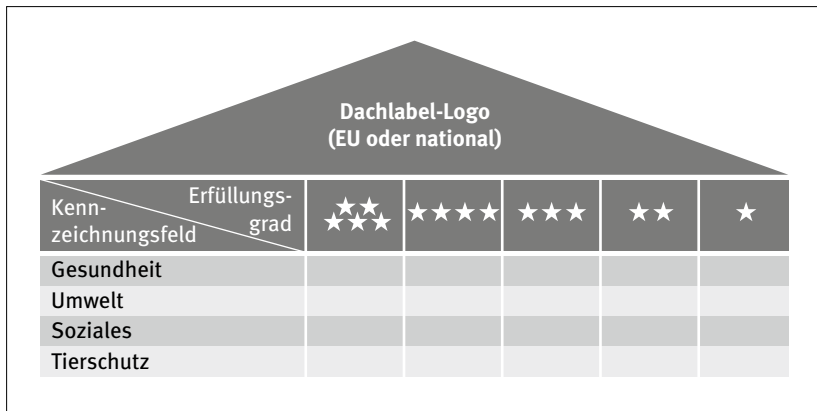 Dachlabel-Logo
(EU oder national)
Erfüllungs-
grad
Kenn-
zeichnungsfeld
★★★★★ ★★★★ ★★★ ★★ ★
Gesundheit
Umwelt
Soziales
Tierschutz